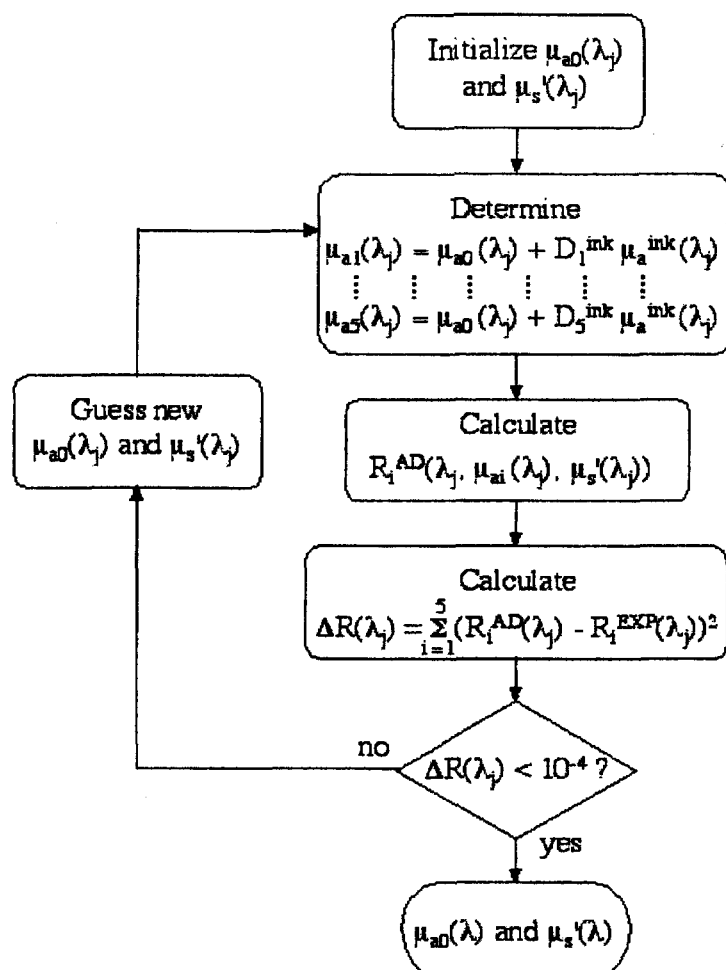 Initialize μₐ₀(λⱼ)
and μₛ'(λⱼ)
Determine
μₐ₁(λⱼ) = μₐ₀(λⱼ) + D₁ⁱⁿᵏ μₐⁱⁿᵏ(λⱼ)
⋮ ⋮ ⋮ ⋮ ⋮ ⋮
μₐ₅(λⱼ) = μₐ₀(λⱼ) + D₅ⁱⁿᵏ μₐⁱⁿᵏ(λⱼ)
Guess new
μₐ₀(λⱼ) and μₛ'(λⱼ)
Calculate
Rᵢᴬᴰ(λⱼ, μₐᵢ(λⱼ), μₛ'(λⱼ))
Calculate
5
ΔR(λⱼ) = Σ(Rᵢᴬᴰ(λⱼ) - Rᵢᴱˣᴾ(λⱼ))²
i = 1
no
ΔR(λⱼ) < 10⁻⁴ ?
yes
μₐ₀(λ) and μₛ'(λ)